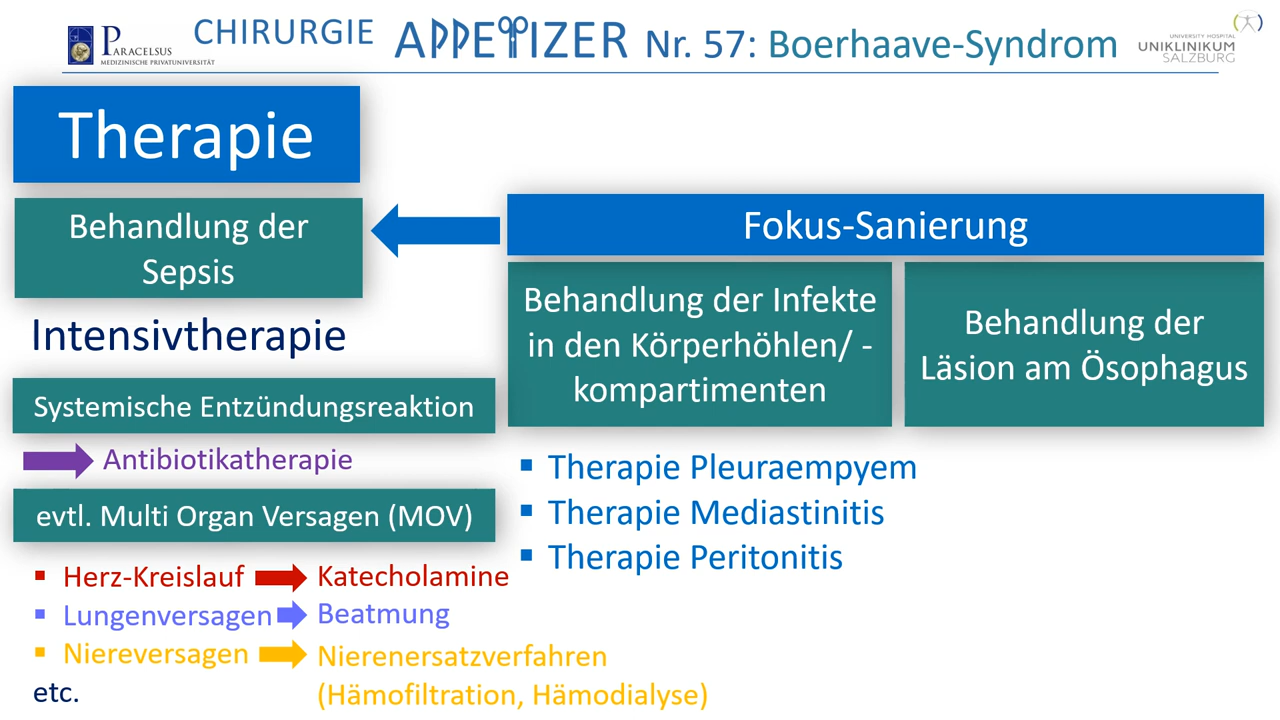 PARACELSUS
MEDIZINISCHE PRIVATUNIVERSITÄT
CHIRURGIE APPETIZER Nr. 57: Boerhaave-Syndrom
UNIVERSITY HOSPITAL
UNIKLINIKUM
SALZBURG
Therapie
Behandlung der
Sepsis
Intensivtherapie
Systemische Entzündungsreaktion
Antibiotikatherapie
evtl. Multi Organ Versagen (MOV)
▪ Herz-Kreislauf
Katecholamine
▪ Lungenversagen
Beatmung
▪ Niereversagen
Nierenersatzverfahren
(Hämofiltration, Hämodialyse)
etc.
Fokus-Sanierung
Behandlung der Infekte
in den Körperhöhlen/ -
kompartimenten
▪ Therapie Pleuraempyem
▪ Therapie Mediastinitis
▪ Therapie Peritonitis
Behandlung der
Läsion am Ösophagus